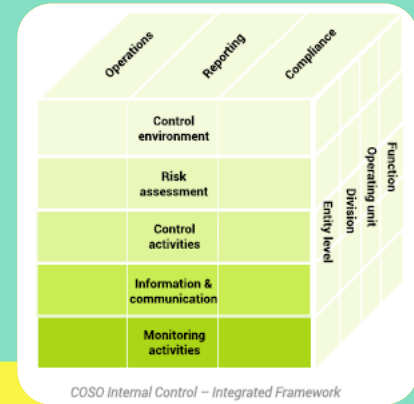 Operations
Reporting
Compliance
Control
environment
Risk
assessment
Control
activities
Information &
communication
Monitoring
activities
Entity level
Division
Operating unit
Function
COSO Internal Control – Integrated Framework